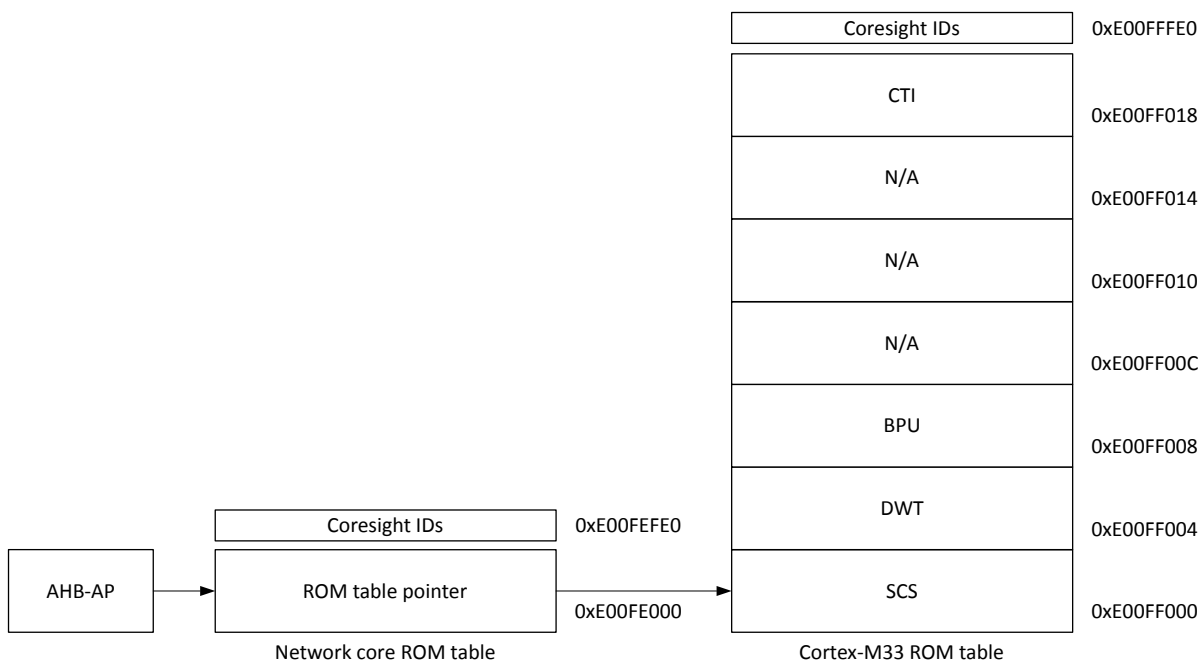 Coresight IDs 0xE00FFFE0
CTI
0xE00FF018
N/A
0xE00FF014
N/A
0xE00FF010
N/A
0xE00FF00C
BPU
0xE00FF008
DWT
Coresight IDs 0xE00FEFE0 0xE00FF004
AHB-AP ROM table pointer SCS
0xE00FE000 0xE00FF000
Network core ROM table Cortex-M33 ROM table